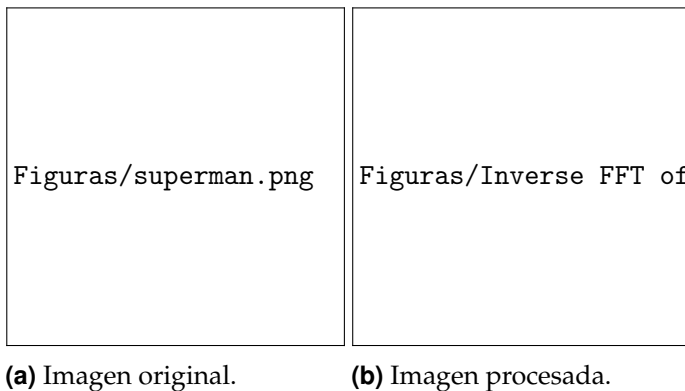 Figuras/superman.png
Figuras/Inverse FFT of
(a) Imagen original.
(b) Imagen procesada.